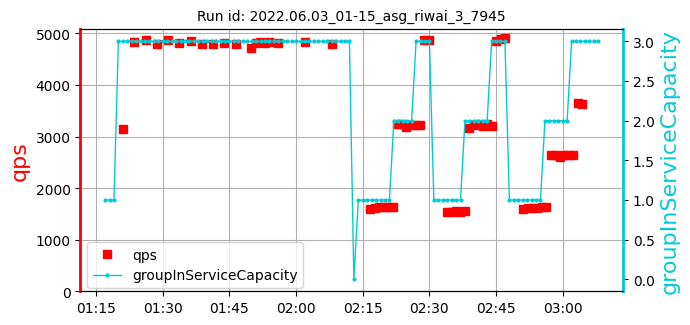 Run id: 2022.06.03_01-15_asg_riwai_3_7945
5000
4000
3000
2000
1000
0
qps
3.0
2.5
2.0
1.5
1.0
0.5
0.0
groupInServiceCapacity
qps
groupInServiceCapacity
01:15 01:30 01:45 02:00 02:15 02:30 02:45 03:00